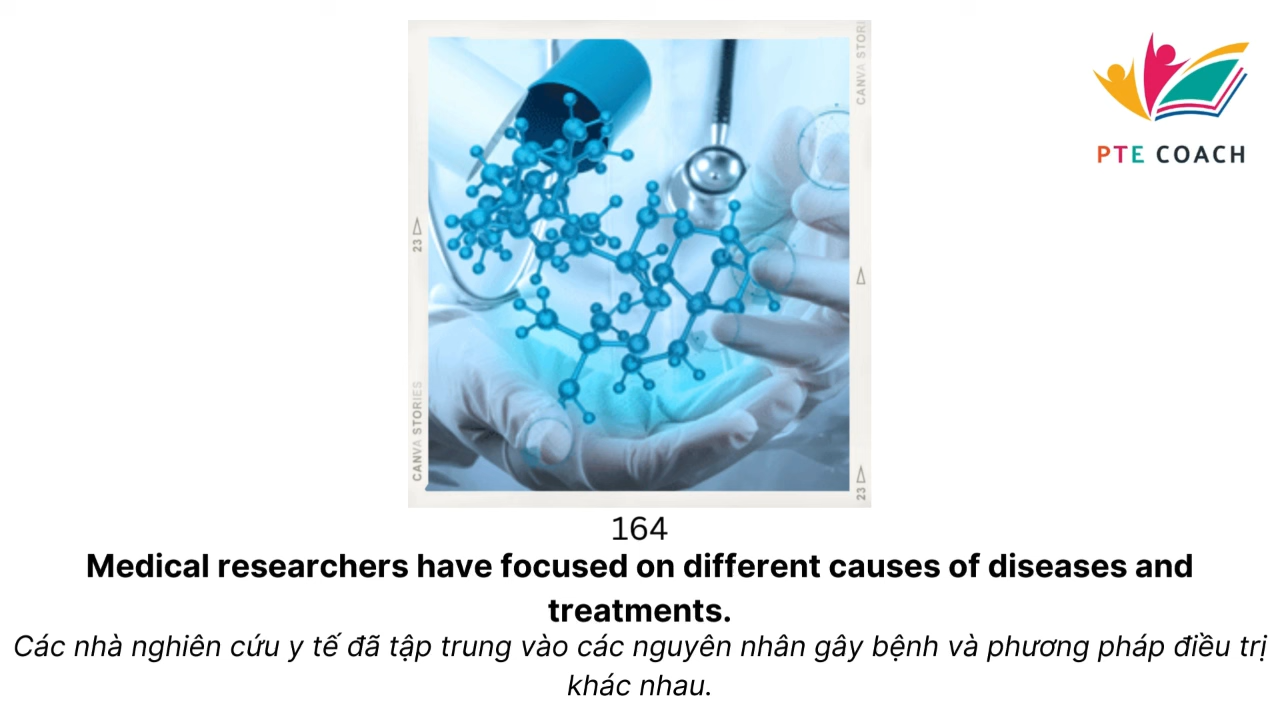 CANVA STORI
PTE COACH
23
CANVA STORIES
23
164
Medical researchers have focused on different causes of diseases and
treatments.
Các nhà nghiên cứu y tế đã tập trung vào các nguyên nhân gây bệnh và phương pháp điều trị
khác nhau.